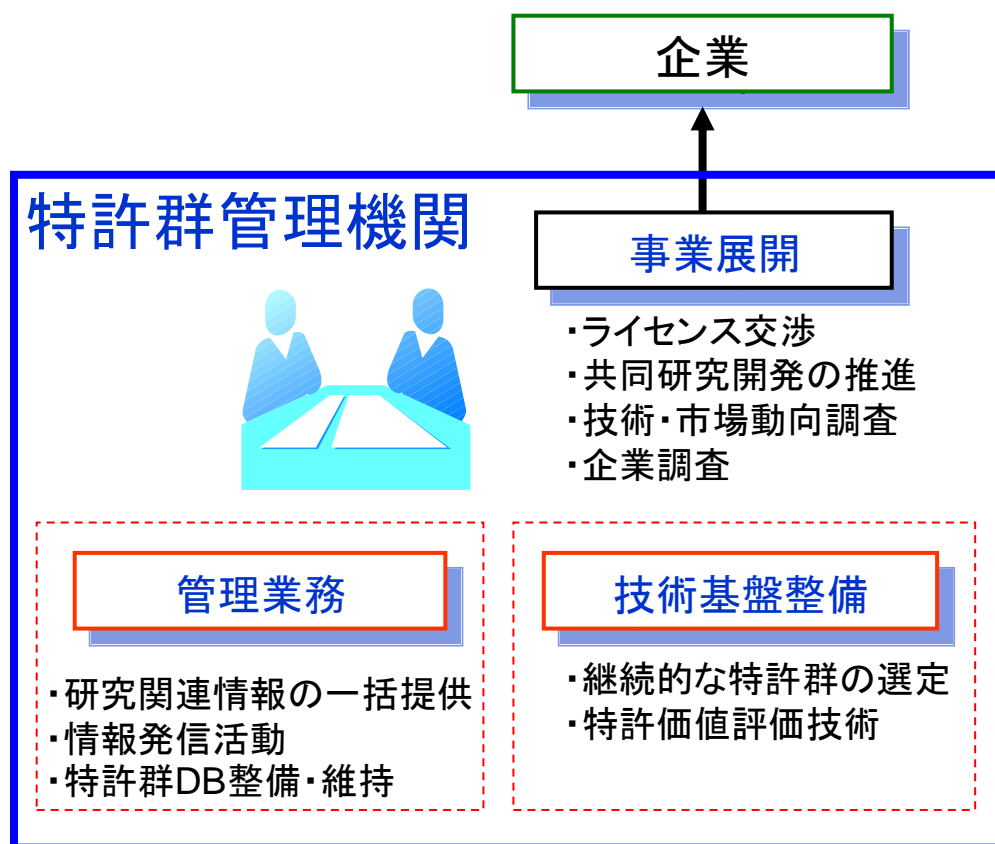 企業
特許群管理機関
事業展開
・ライセンス交渉
・共同研究開発の推進
・技術・市場動向調査
・企業調査
管理業務
・研究関連情報の一括提供
・情報発信活動
・特許群DB整備・維持
技術基盤整備
・継続的な特許群の選定
・特許価値評価技術